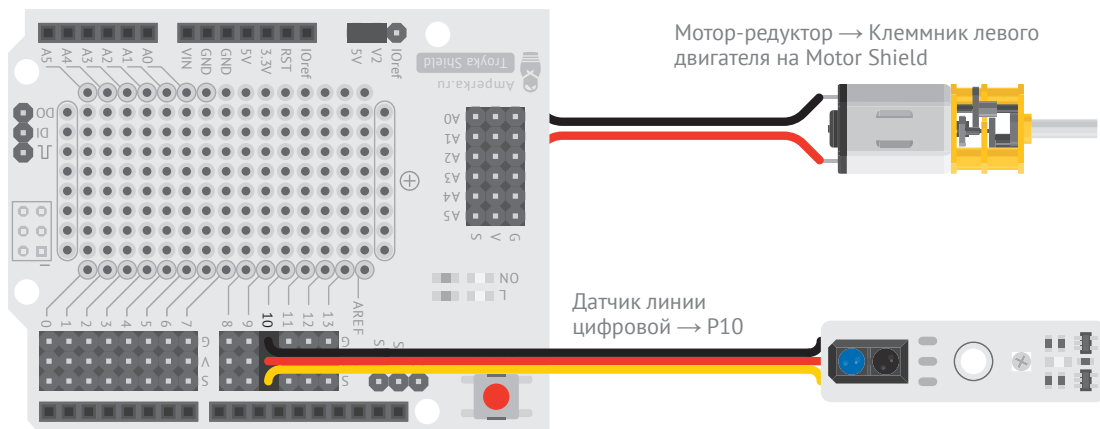 A5
A4
A3
A2
A1
A0
VIN
GND
GND
5V
3.3V
RST
IOref
5V
V2
IOref
Troyka Shield
Amperka.ru
Мотор-редуктор → Клеммник левого
двигателя на Motor Shield
DO
DI
A0
A1
A2
A3
A4
A5
S V G
ON
L
Датчик линии
цифровой → P10
0
1
2
3
4
5
6
7
8
9
10
11
12
13
AREF
G
V
S
G
S
S
S